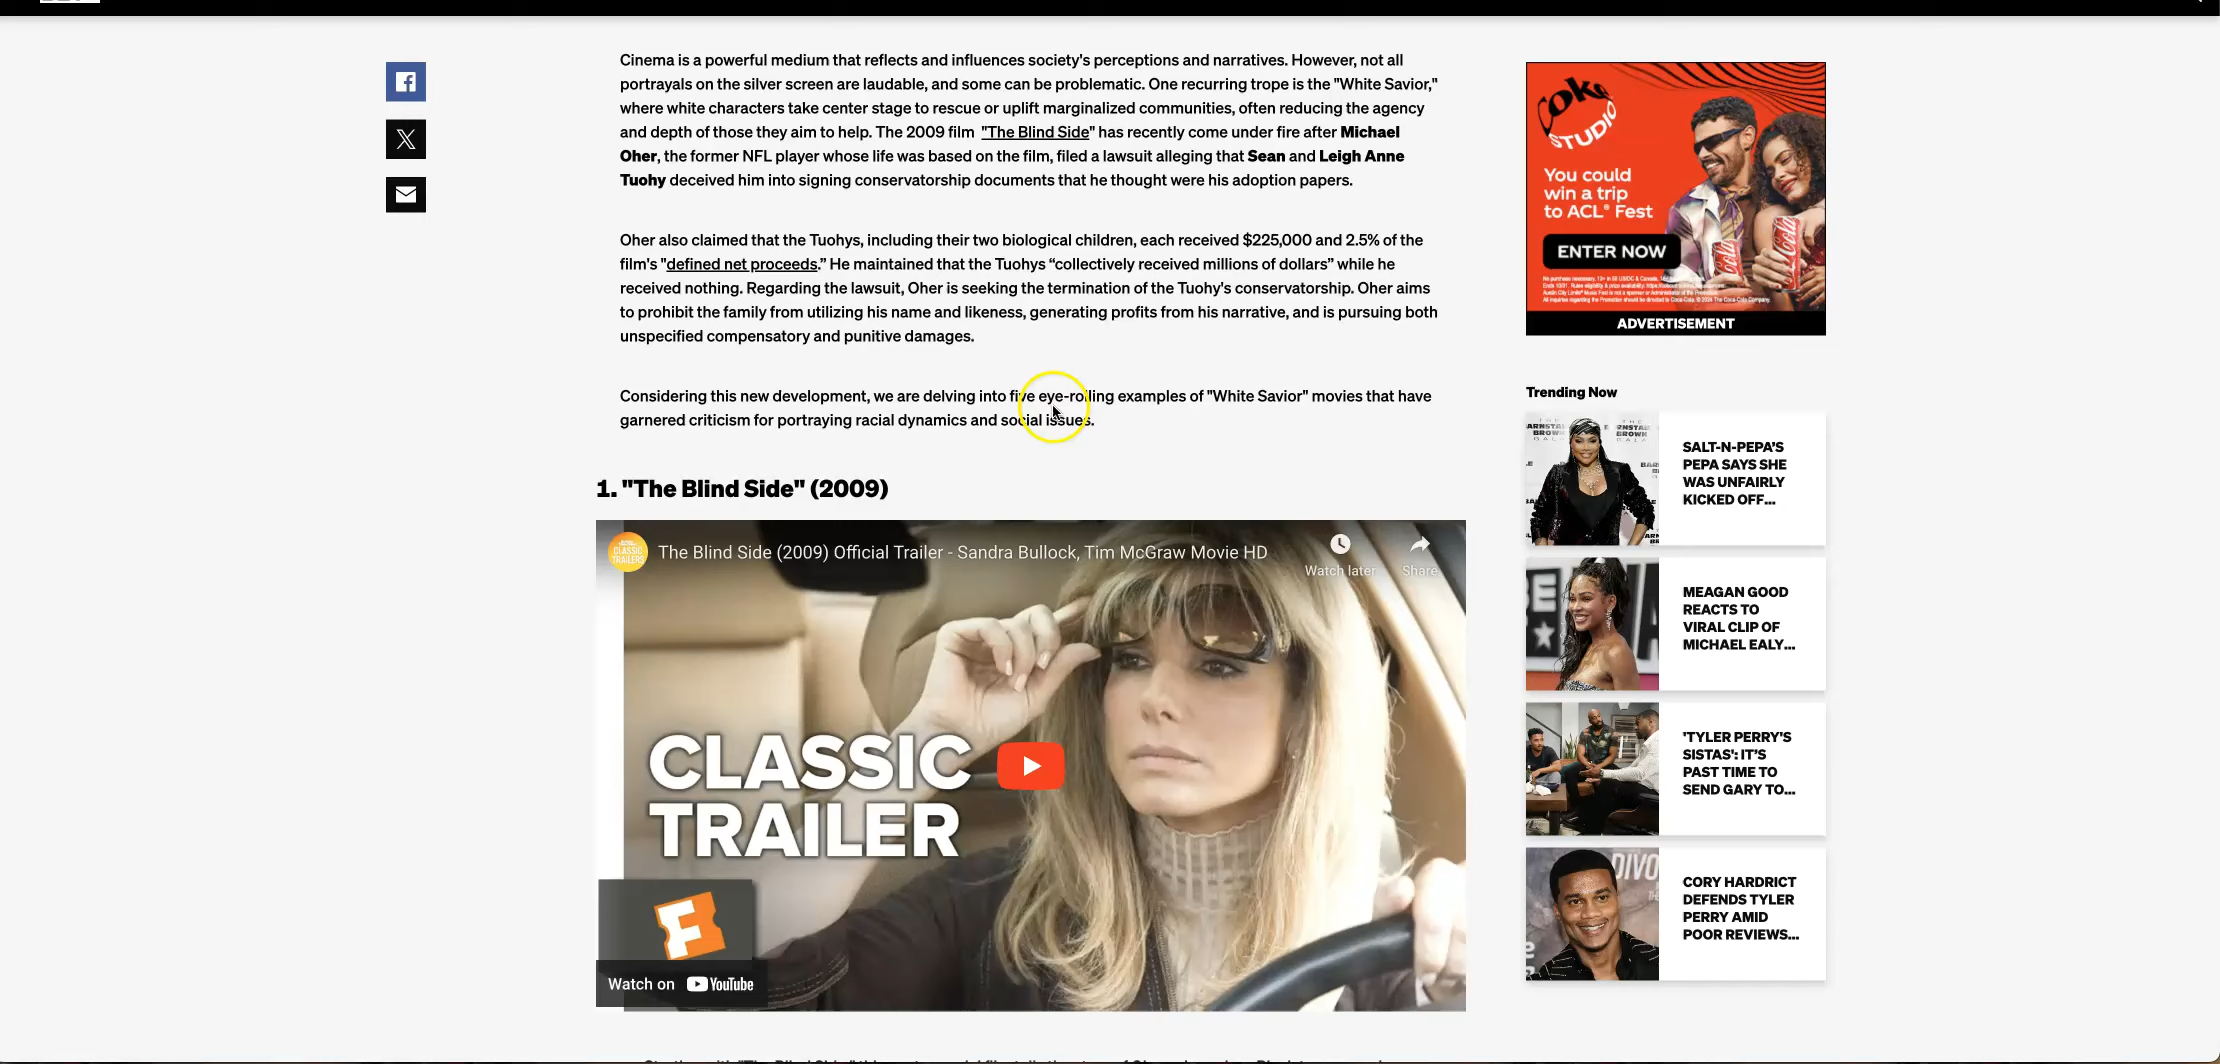 Cinema is a powerful medium that reflects and influences society's perceptions and narratives. However, not all
portrayals on the silver screen are laudable, and some can be problematic. One recurring trope is the "White Savior,"
where white characters take center stage to rescue or uplift marginalized communities, often reducing the agency
and depth of those they aim to help. The 2009 film "The Blind Side" has recently come under fire after Michael
Oher, the former NFL player whose life was based on the film, filed a lawsuit alleging that Sean and Leigh Anne
Tuohy deceived him into signing conservatorship documents that he thought were his adoption papers.
Oher also claimed that the Tuohys, including their two biological children, each received $225,000 and 2.5% of the
film's "defined net proceeds.” He maintained that the Tuohys “collectively received millions of dollars” while he
received nothing. Regarding the lawsuit, Oher is seeking the termination of the Tuohy's conservatorship. Oher aims
to prohibit the family from utilizing his name and likeness, generating profits from his narrative, and is pursuing both
unspecified compensatory and punitive damages.
Considering this new development, we are delving into five eye-rolling examples of "White Savior" movies that have
garnered criticism for portraying racial dynamics and social issues.
1. "The Blind Side" (2009)
CLASSIC
TRAILERS
The Blind Side (2009) Official Trailer - Sandra Bullock, Tim McGraw Movie HD
Watch later
Share
CLASSIC
TRAILER
F
Watch on YouTube
Coke
STUDIO
You could
win a trip
to ACL® Fest
ENTER NOW
ADVERTISEMENT
Trending Now
SALT-N-PEPA’S
PEPA SAYS SHE
WAS UNFAIRLY
KICKED OFF...
MEAGAN GOOD
REACTS TO
VIRAL CLIP OF
MICHAEL EALY...
'TYLER PERRY'S
SISTAS': IT’S
PAST TIME TO
SEND GARY TO...
DIVO
CORY HARDRICT
DEFENDS TYLER
PERRY AMID
POOR REVIEWS...